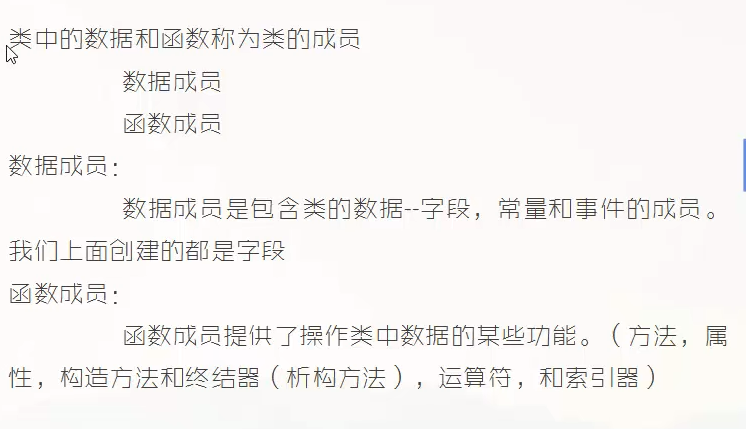 类中的数据和函数称为类的成员
数据成员
函数成员
数据成员：
数据成员是包含类的数据--字段，常量和事件的成员。
我们上面创建的都是字段
函数成员：
函数成员提供了操作类中数据的某些功能。（方法，属
性，构造方法和终结器（析构方法），运算符，和索引器）